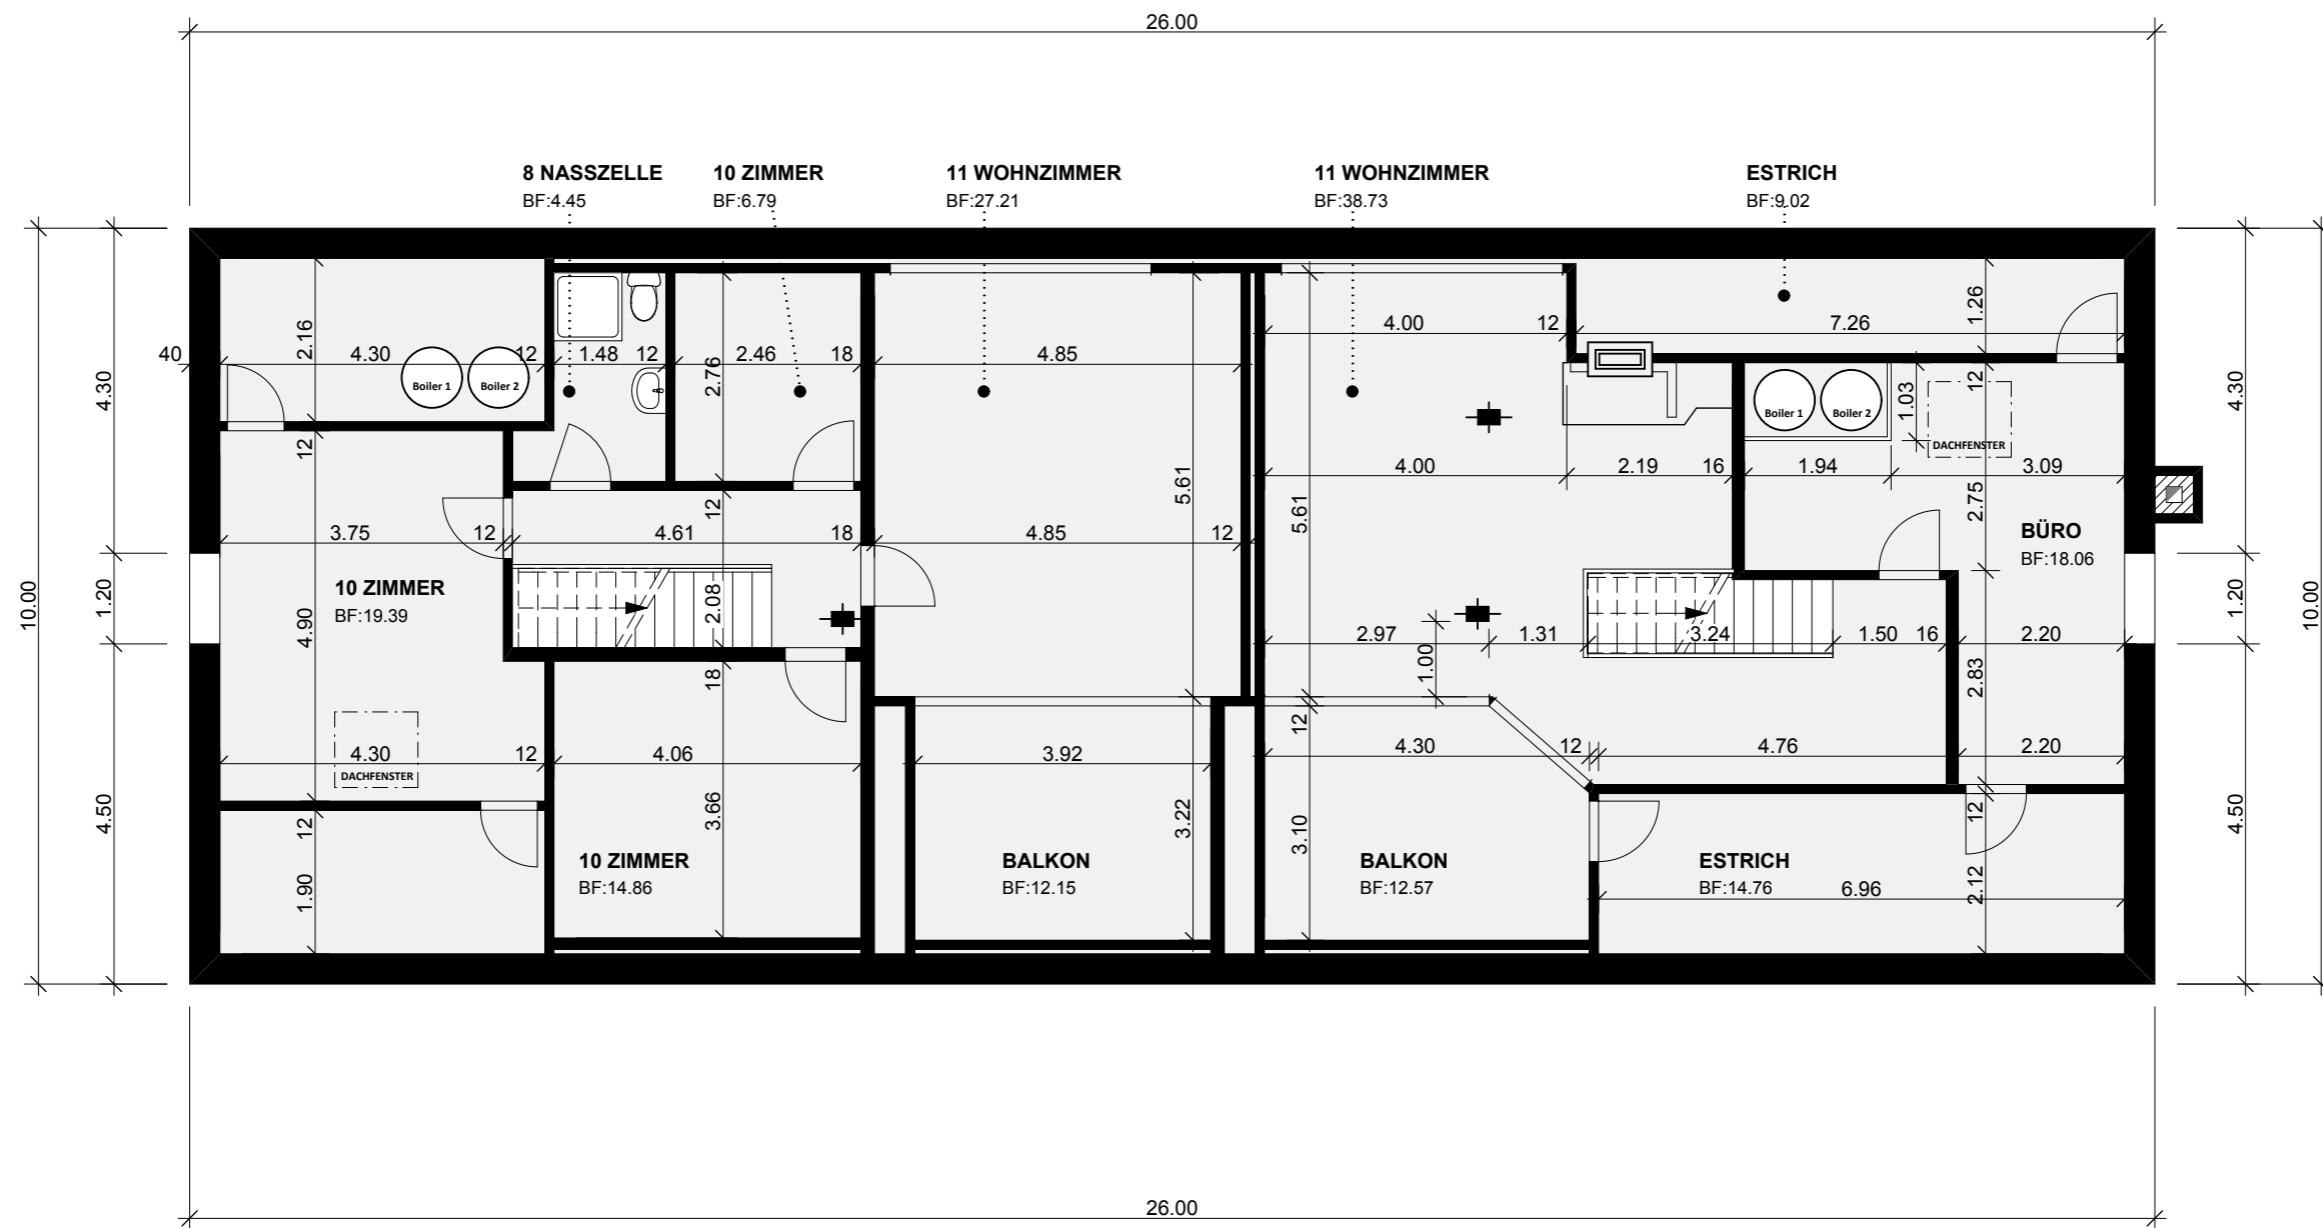 26.00
8 NASSZELLE
BF:4.45
10 ZIMMER
BF:6.79
11 WOHNZIMMER
BF:27.21
11 WOHNZIMMER
BF:38.73
ESTRICH
BF:9.02
10.00
4.30
1.20
4.50
40
2.16
4.30
12
Boiler 1
Boiler 2
1.48
12
2.76
2.46
18
4.85
4.00
12
7.26
1.26
12
Boiler 1
Boiler 2
1.03
DACHFENSTER
4.00
2.19
16
1.94
3.09
2.75
BÜRO
BF:18.06
4.30
1.20
4.50
10.00
12
3.75
12
12
4.61
18
4.85
12
5.61
5.61
10 ZIMMER
BF:19.39
4.90
2.08
2.97
1.31
1.00
3.24
1.50
16
2.20
2.83
18
4.30
12
DACHFENSTER
4.06
3.92
12
4.30
12
4.76
2.20
12
1.90
3.66
3.22
3.10
12
2.12
10 ZIMMER
BF:14.86
BALKON
BF:12.15
BALKON
BF:12.57
ESTRICH
BF:14.76
6.96
26.00